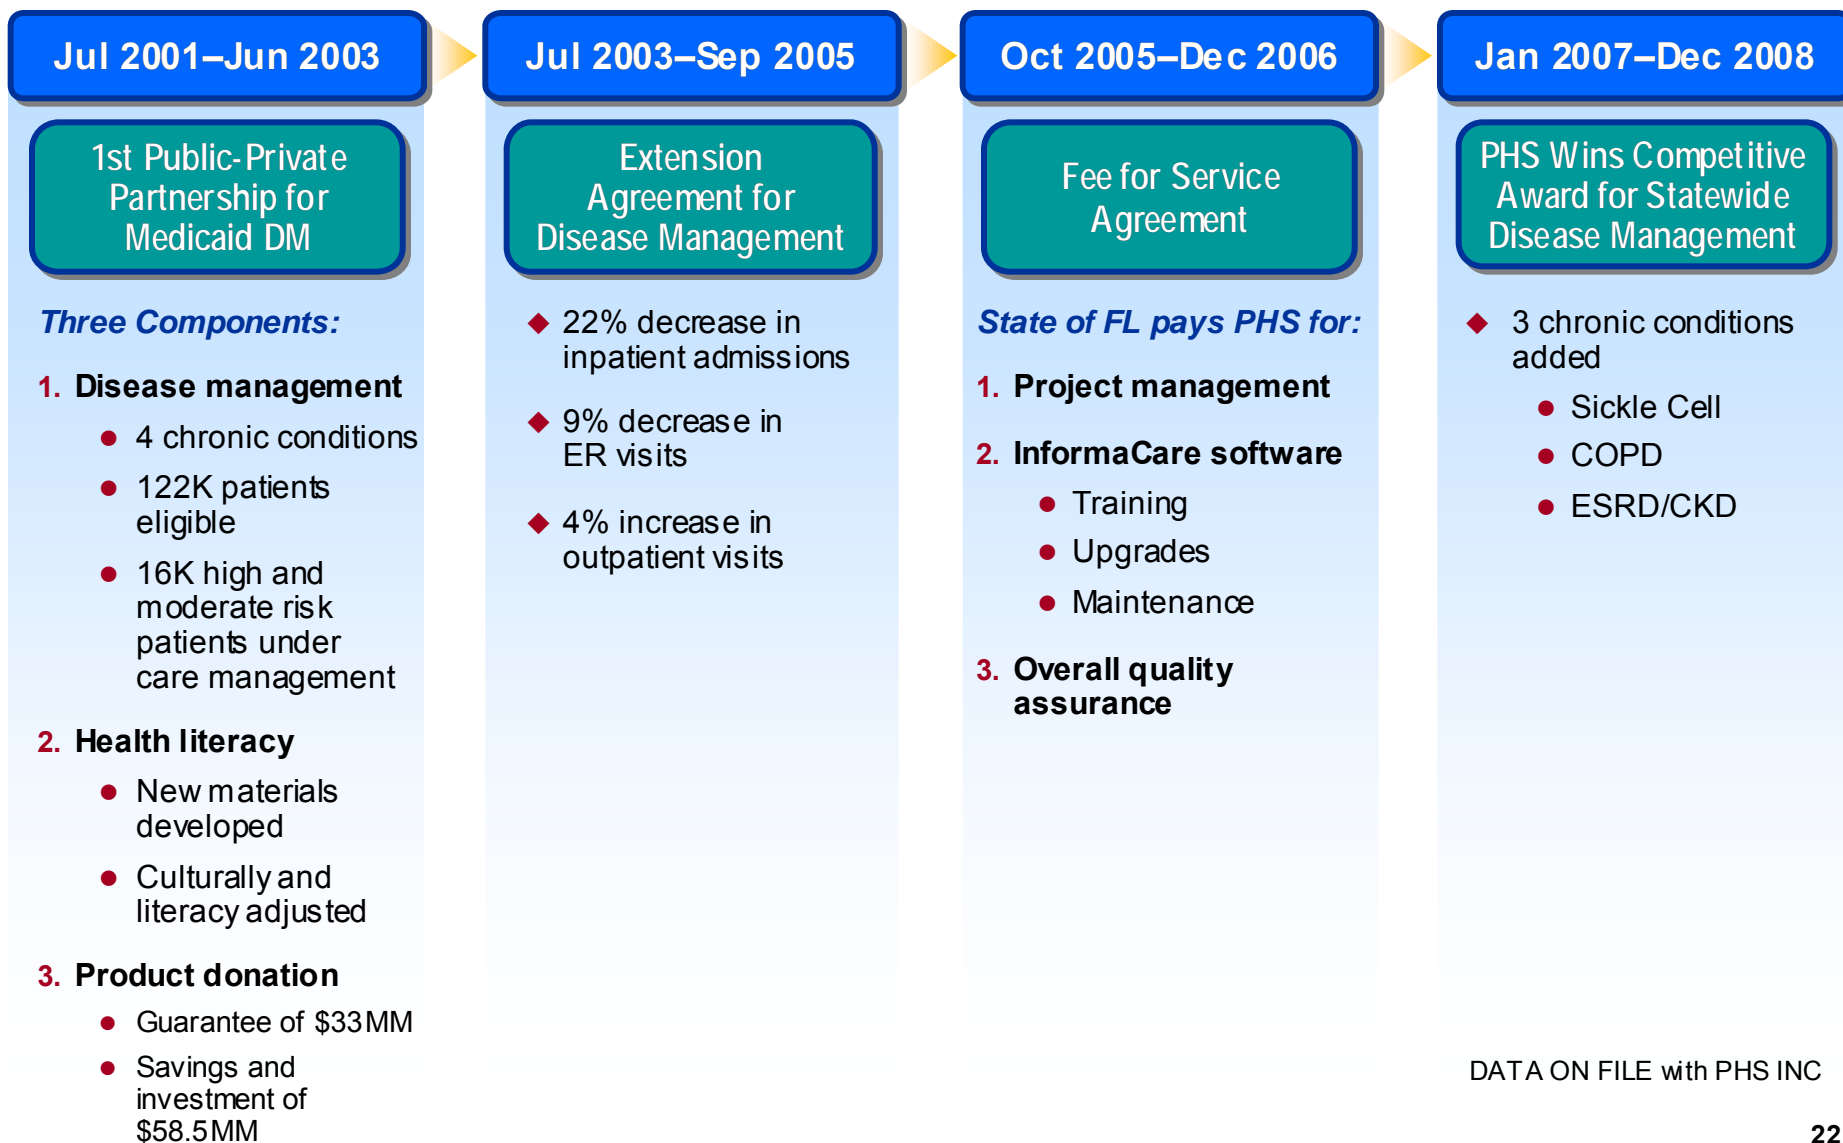 Jul 2001–Jun 2003
1st Public-Private
Partnership for
Medicaid DM
Three Components:
1. Disease management
● 4 chronic conditions
● 122K patients
eligible
● 16K high and
moderate risk
patients under
care management
2. Health literacy
● New materials
developed
● Culturally and
literacy adjusted
3. Product donation
● Guarantee of $33MM
● Savings and
investment of
$58.5MM
Jul 2003–Sep 2005
Extension
Agreement for
Disease Management
◆ 22% decrease in
inpatient admissions
◆ 9% decrease in
ER visits
◆ 4% increase in
outpatient visits
Oct 2005–Dec 2006
Fee for Service
Agreement
State of FL pays PHS for:
1. Project management
2. InformaCare software
● Training
● Upgrades
● Maintenance
3. Overall quality
assurance
Jan 2007–Dec 2008
PHS Wins Competitive
Award for Statewide
Disease Management
◆ 3 chronic conditions
added
● Sickle Cell
● COPD
● ESRD/CKD
DATA ON FILE with PHS INC
22